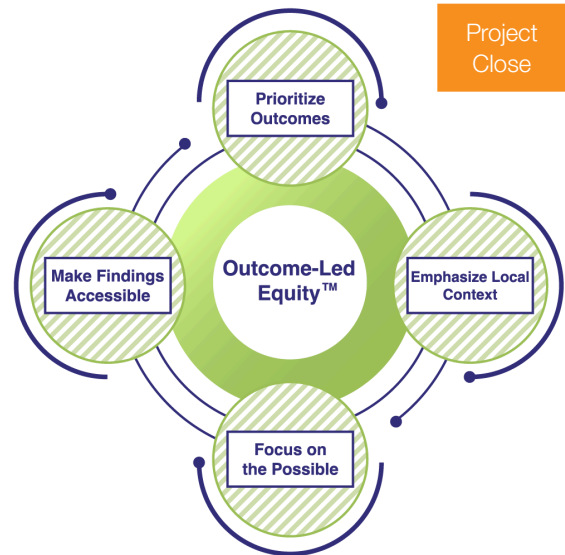 Project
Close
Prioritize
Outcomes
Make Findings
Accessible
Outcome-Led
Equity™
Emphasize Local
Context
Focus on
the Possible